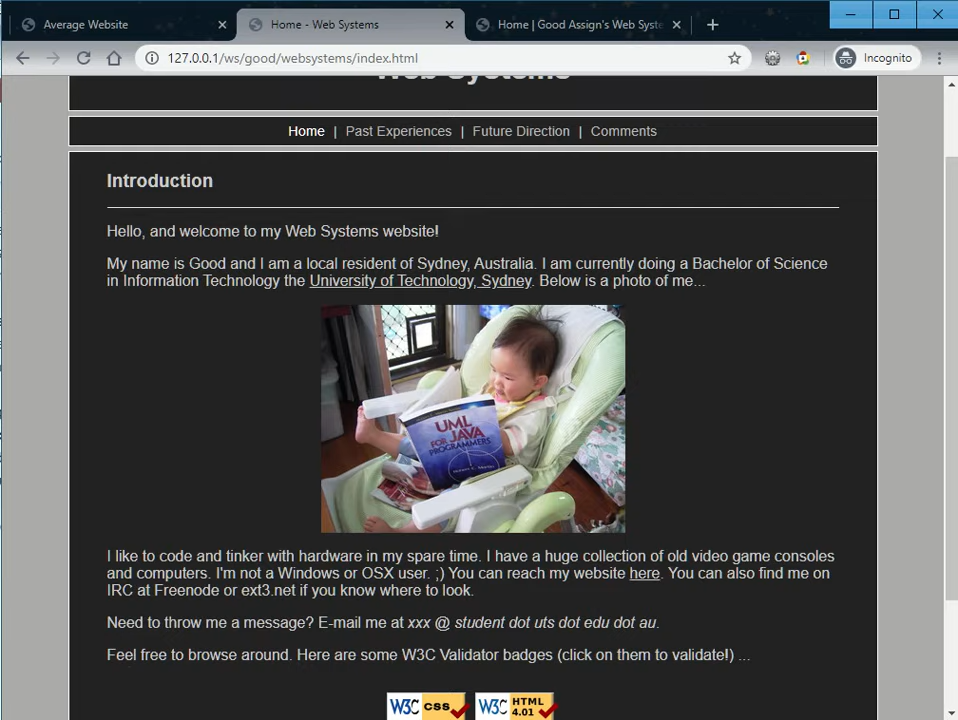 Average Website
Home - Web Systems
Home | Good Assign's Web Syste
127.0.0.1/ws/good/websystems/index.html
Incognito
Web Systems
Home | Past Experiences | Future Direction | Comments
Introduction
Hello, and welcome to my Web Systems website!
My name is Good and I am a local resident of Sydney, Australia. I am currently doing a Bachelor of Science
in Information Technology the University of Technology, Sydney. Below is a photo of me...
UML
FOR JAVA
PROGRAMMERS
I like to code and tinker with hardware in my spare time. I have a huge collection of old video game consoles
and computers. I'm not a Windows or OSX user. ;) You can reach my website here. You can also find me on
IRC at Freenode or ext3.net if you know where to look.
Need to throw me a message? E-mail me at xxx @ student dot uts dot edu dot au.
Feel free to browse around. Here are some W3C Validator badges (click on them to validate!) ...
W3C css
W3C HTML
4.01